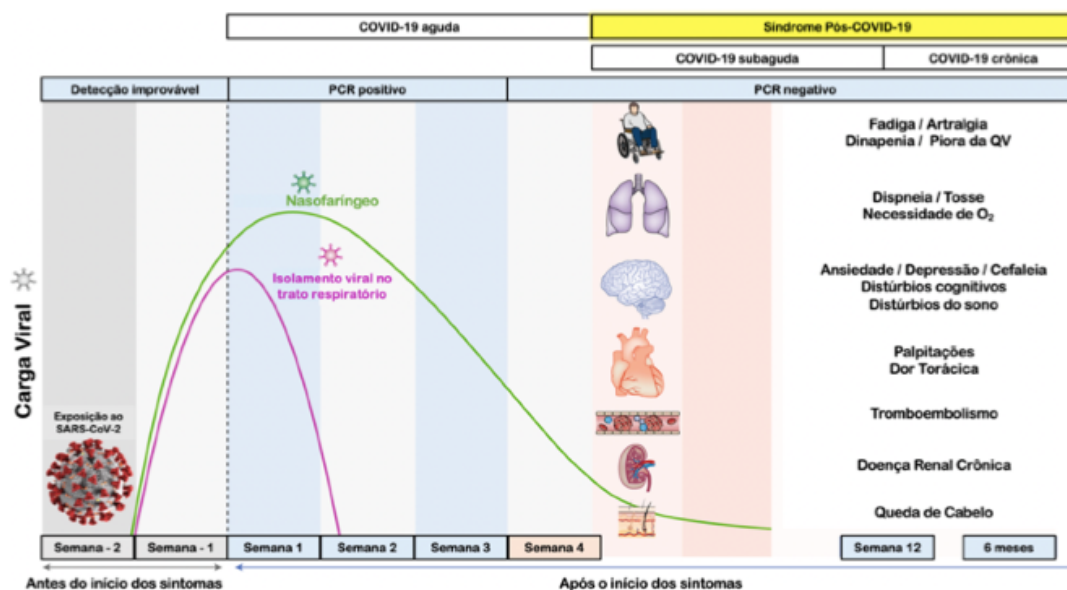 COVID-19 aguda
Síndrome Pós-COVID-19
COVID-19 subaguda
COVID-19 crônica
Detecção improvável
PCR positivo
PCR negativo
Carga Viral
Nasofaríngeo
Isolamento viral no
trato respiratório
Exposição ao
SARS-CoV-2
Fadiga / Artralgia
Dinapenia / Piora da QV
Dispneia / Tosse
Necessidade de O₂
Ansiedade / Depressão / Cefaleia
Distúrbios cognitivos
Distúrbios do sono
Palpitações
Dor Torácica
Tromboembolismo
Doença Renal Crônica
Queda de Cabelo
Semana - 2
Semana - 1
Semana 1
Semana 2
Semana 3
Semana 4
Semana 12
6 meses
Antes do início dos sintomas
Após o início dos sintomas